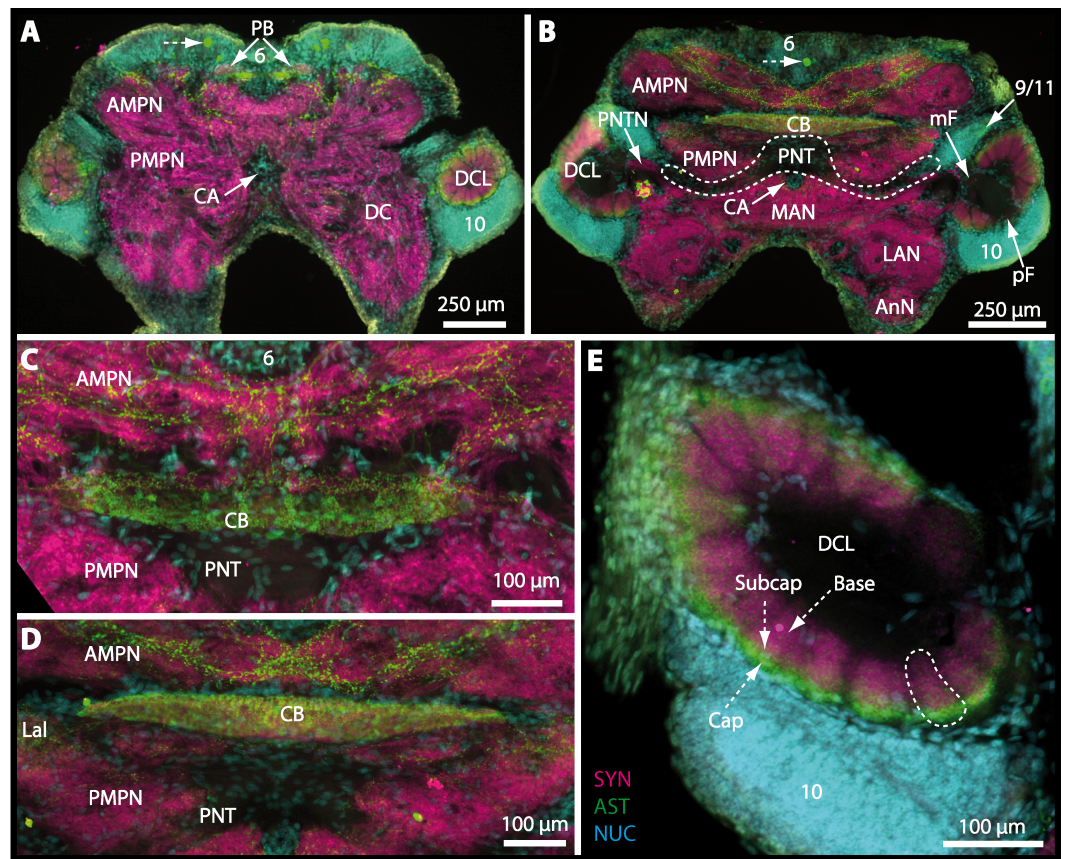 A
PB
6
AMPN
PMPN
CA
DC
DCL
10
250 µm
B
6
AMPN
9/11
PNTN
mF
CB
DCL
PMPN
PNT
CA
MAN
LAN
10
pF
AnN
250 µm
C
6
AMPN
CB
PMPN
PNT
100 µm
D
AMPN
CB
Lal
PMPN
PNT
100 µm
E
DCL
Subcap
Base
Cap
SYN
AST
NUC
10
100 µm